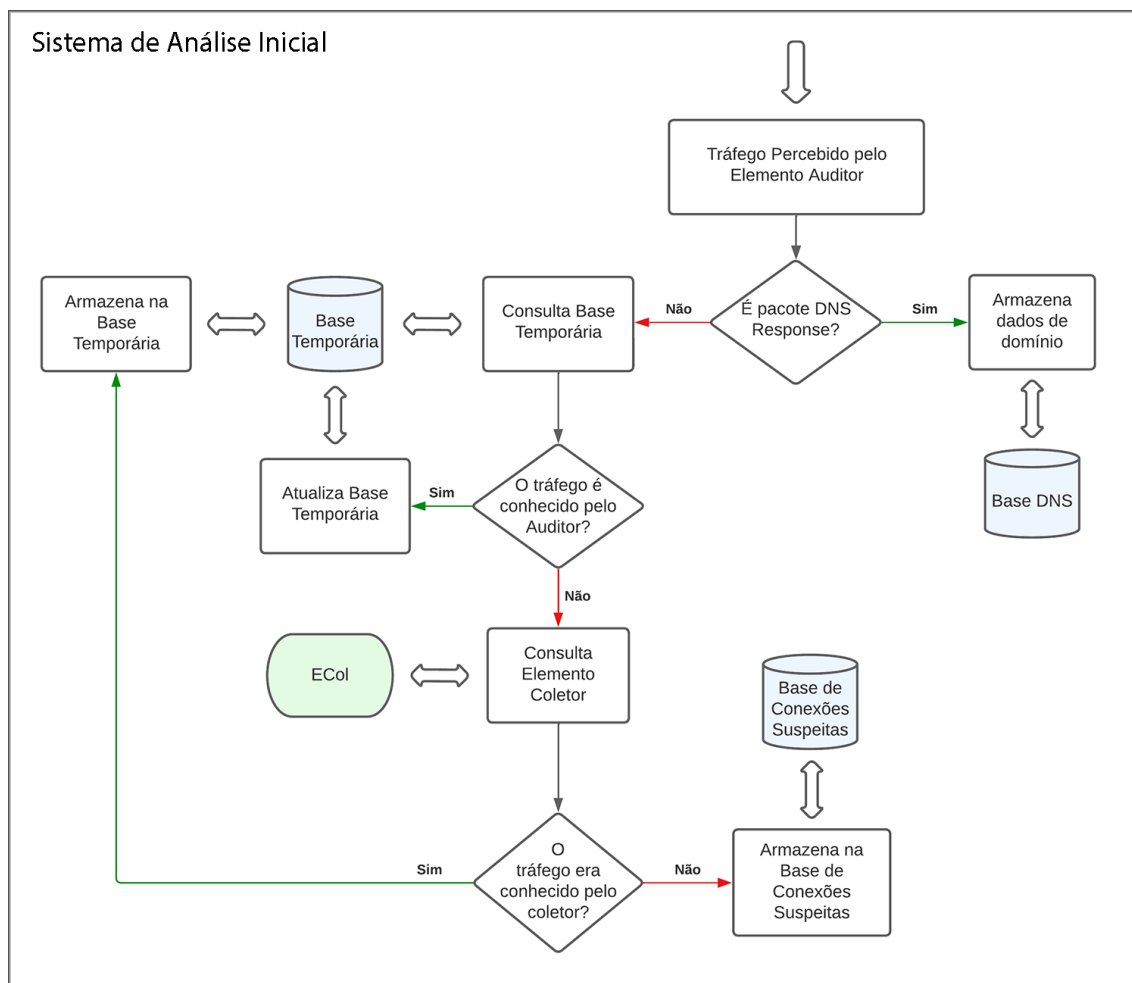 Sistema de Análise Inicial
Tráfego Percebido pelo
Elemento Auditor
É pacote DNS
Response?
Não
Sim
Armazena
dados de
domínio
Base DNS
Consulta Base
Temporária
Base
Temporária
Armazena na
Base
Temporária
O tráfego é
conhecido pelo
Auditor?
Sim
Atualiza Base
Temporária
Não
Consulta
Elemento
Coletor
ECol
O
tráfego era
conhecido pelo
coletor?
Sim
Não
Armazena na
Base de
Conexões
Suspeitas
Base de
Conexões
Suspeitas